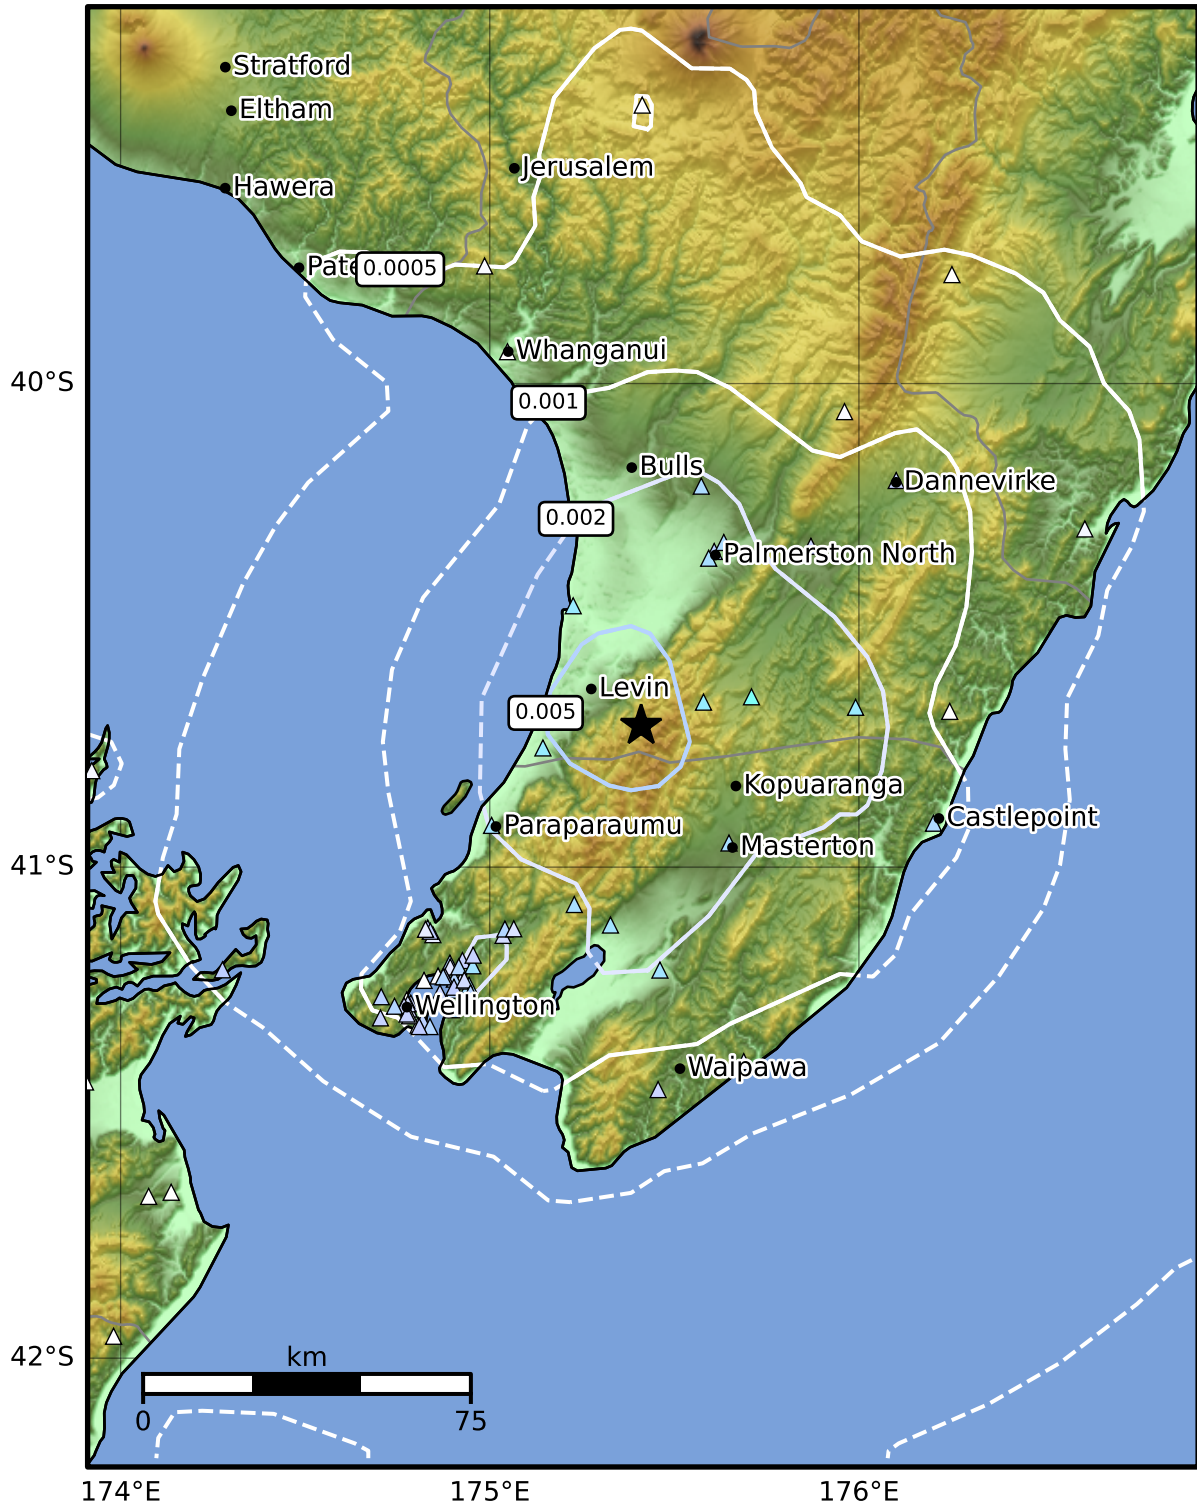 Stratford
Eltham
Jerusalem
Hawera
0.0005
Whanganui
40°S
0.001
Bulls
Dannevirke
0.002
Palmerston North
Levin
0.005
Kopuaranga
Castlepoint
Paraparaumu
Masterton
41°S
Wellington
Waipawa
42°S
km
0
75
174°E
175°E
176°E